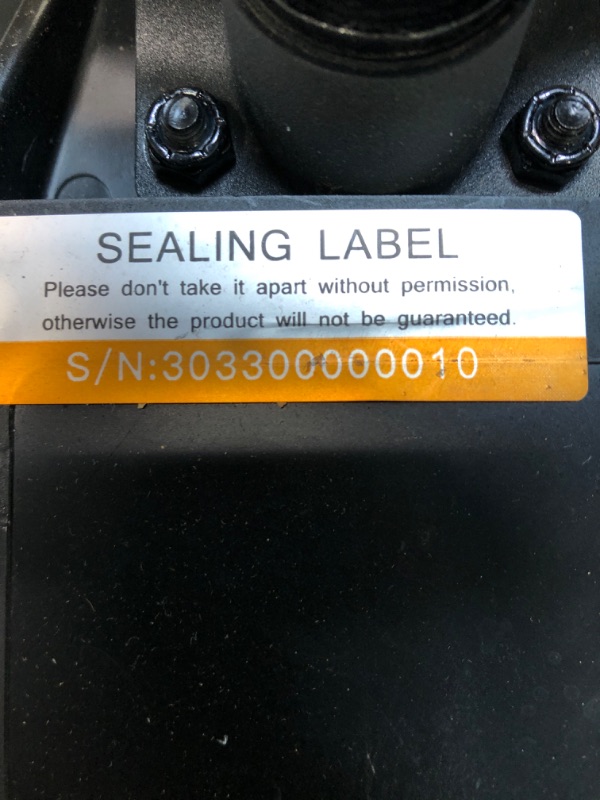 SEALING LABEL
Please don't take it apart without permission,
otherwise the product will not be guaranteed.
S/N:303300000010